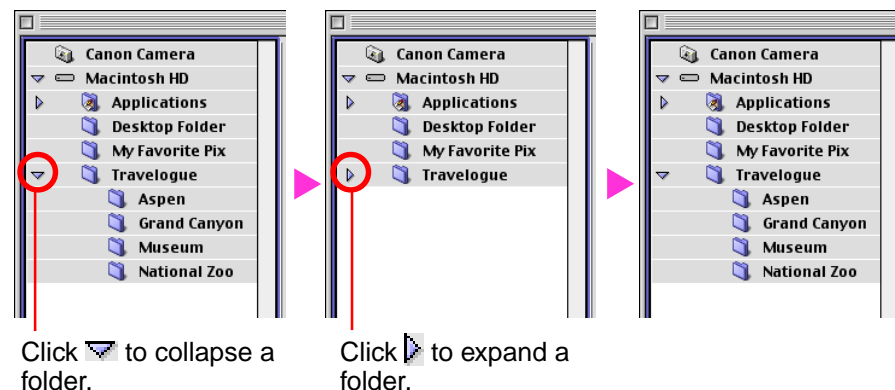 Canon Camera
Macintosh HD
Applications
Desktop Folder
My Favorite Pix
Travelogue
Aspen
Grand Canyon
Museum
National Zoo
Click to collapse a
folder.
Canon Camera
Macintosh HD
Applications
Desktop Folder
My Favorite Pix
Travelogue
Click to expand a
folder.
Canon Camera
Macintosh HD
Applications
Desktop Folder
My Favorite Pix
Travelogue
Aspen
Grand Canyon
Museum
National Zoo